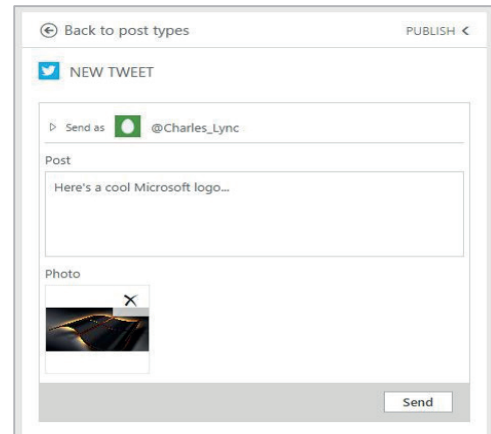 Back to post types
PUBLISH <
NEW TWEET
Send as @Charles_Lync
Post
Here's a cool Microsoft logo...
Photo
Send